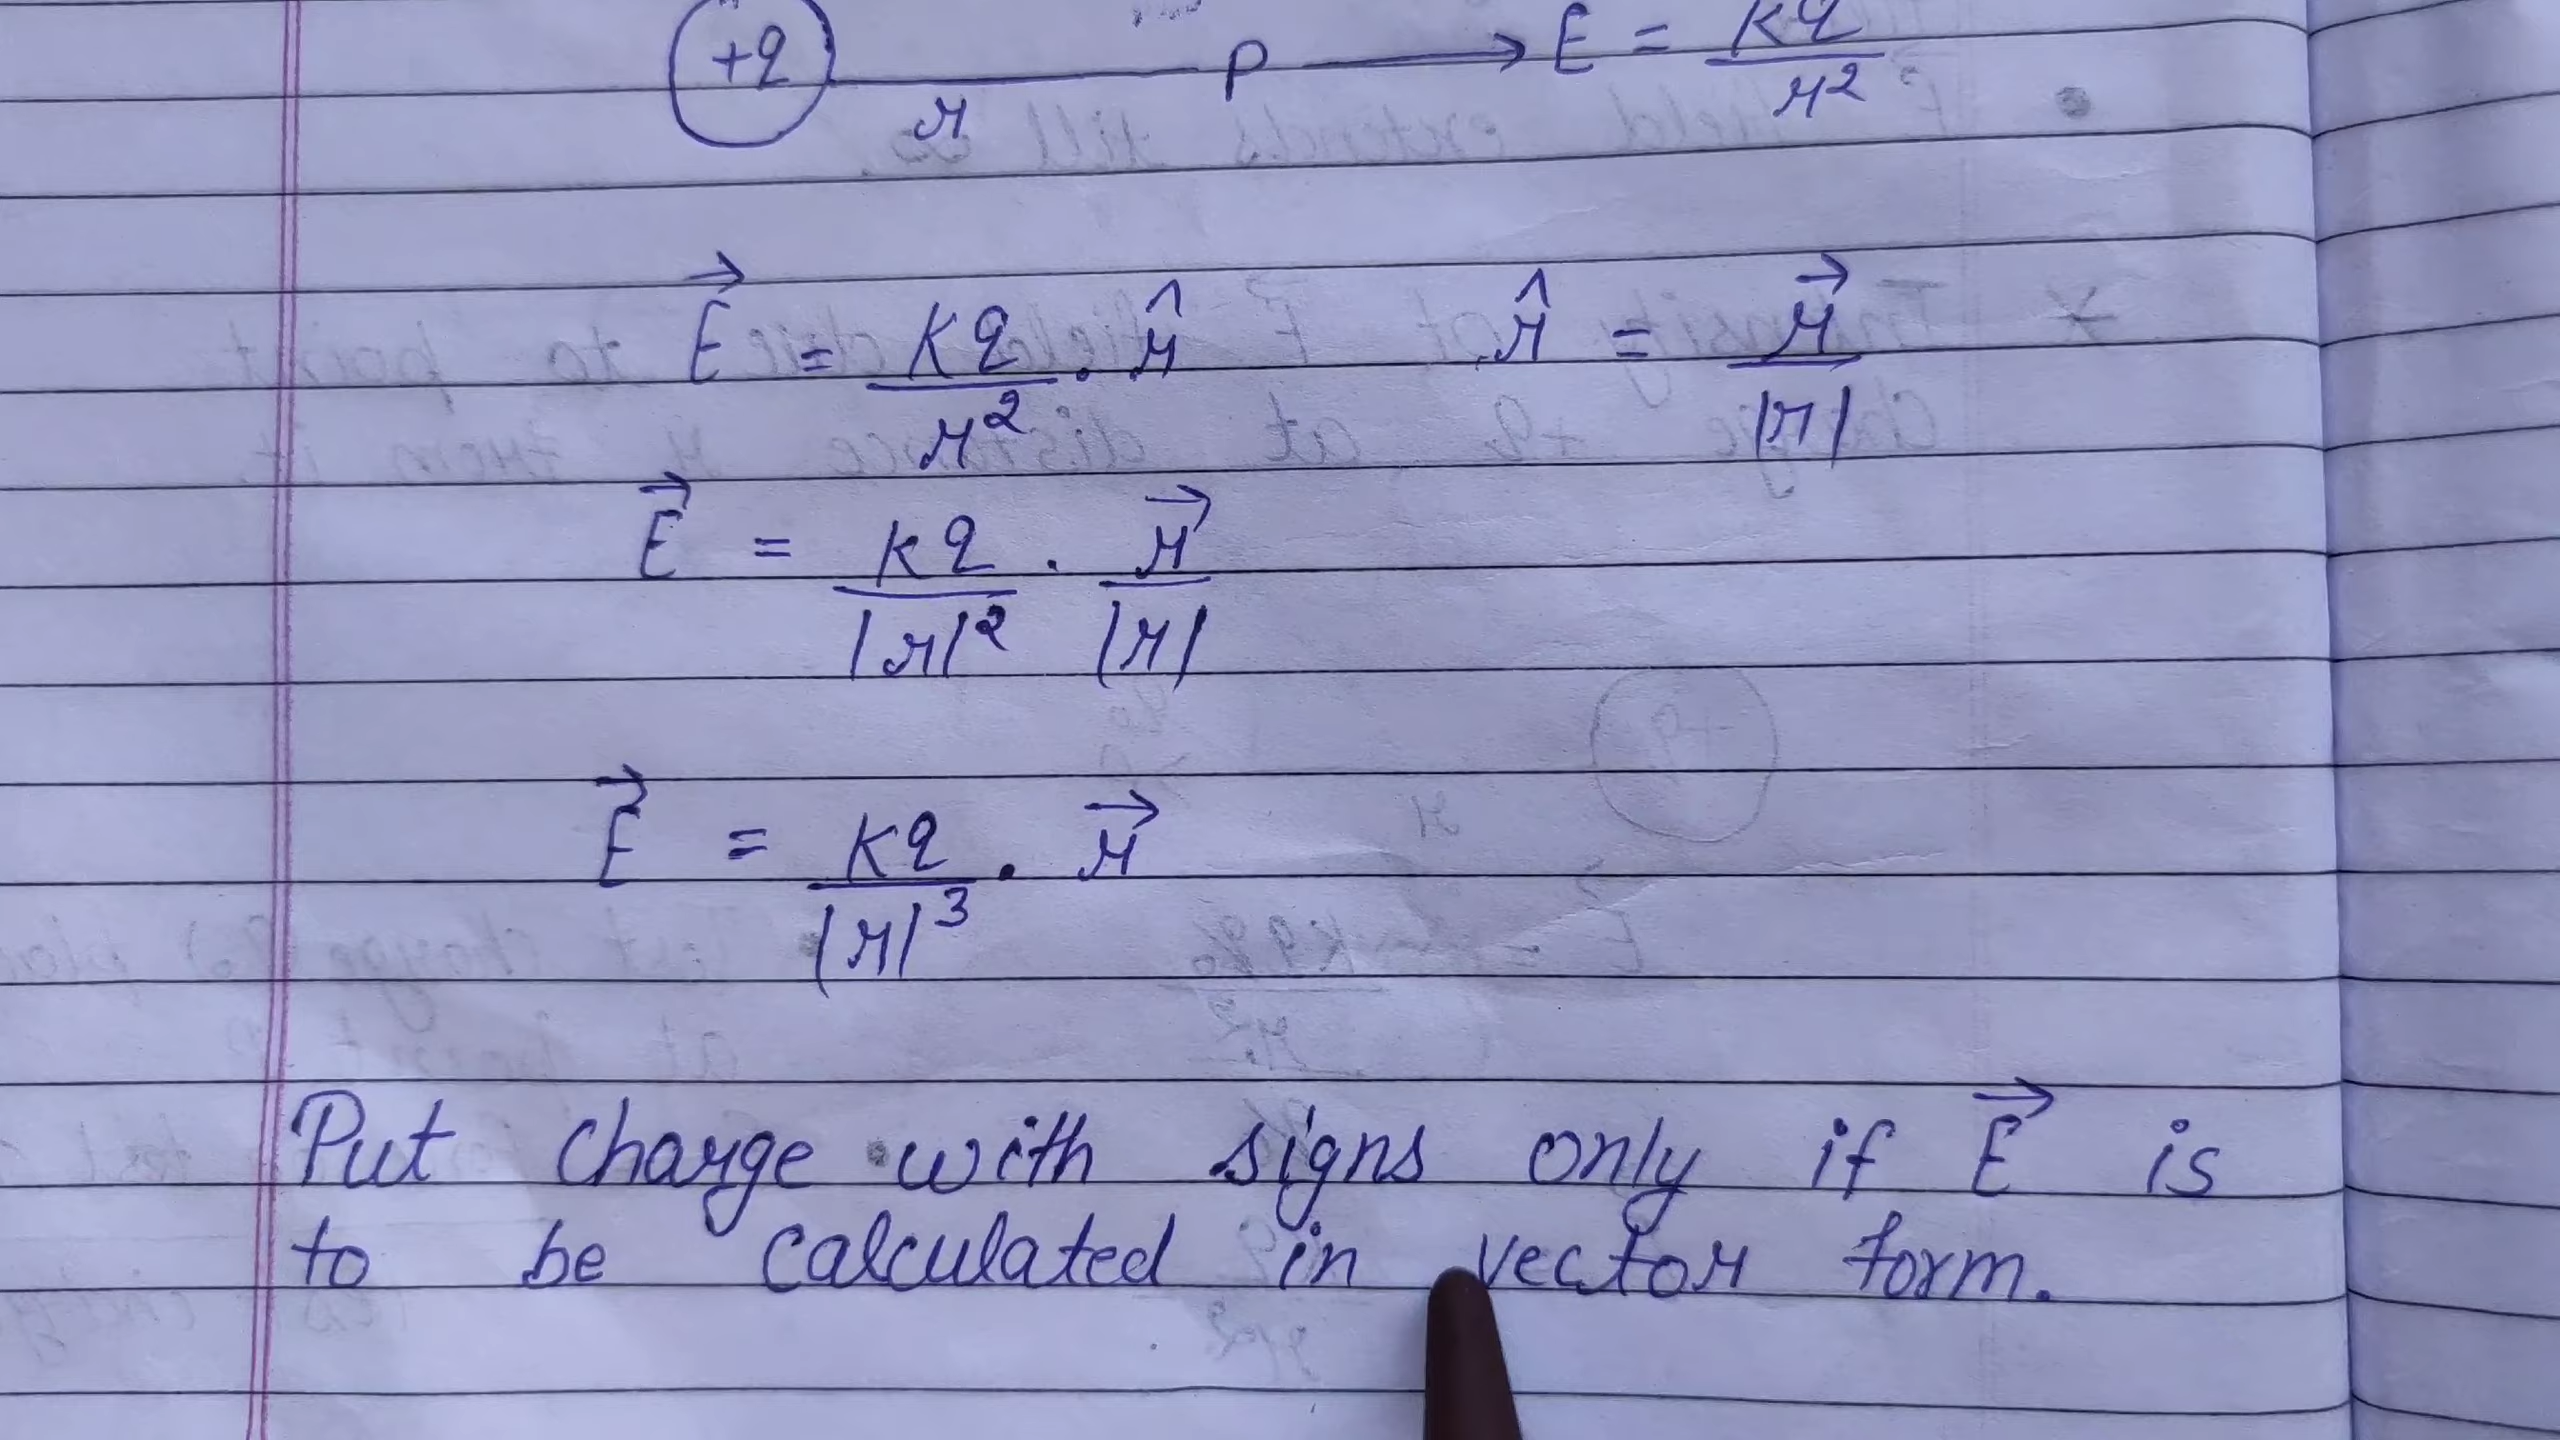 +q r P → E = kq/r²
E⃗ = kq/r² . r̂ r̂ = r⃗/|r|
E⃗ = kq/|r|² . r⃗/|r|
E⃗ = kq/|r|³ . r⃗
Put charge with signs only if E⃗ is
to be calculated in vector form.